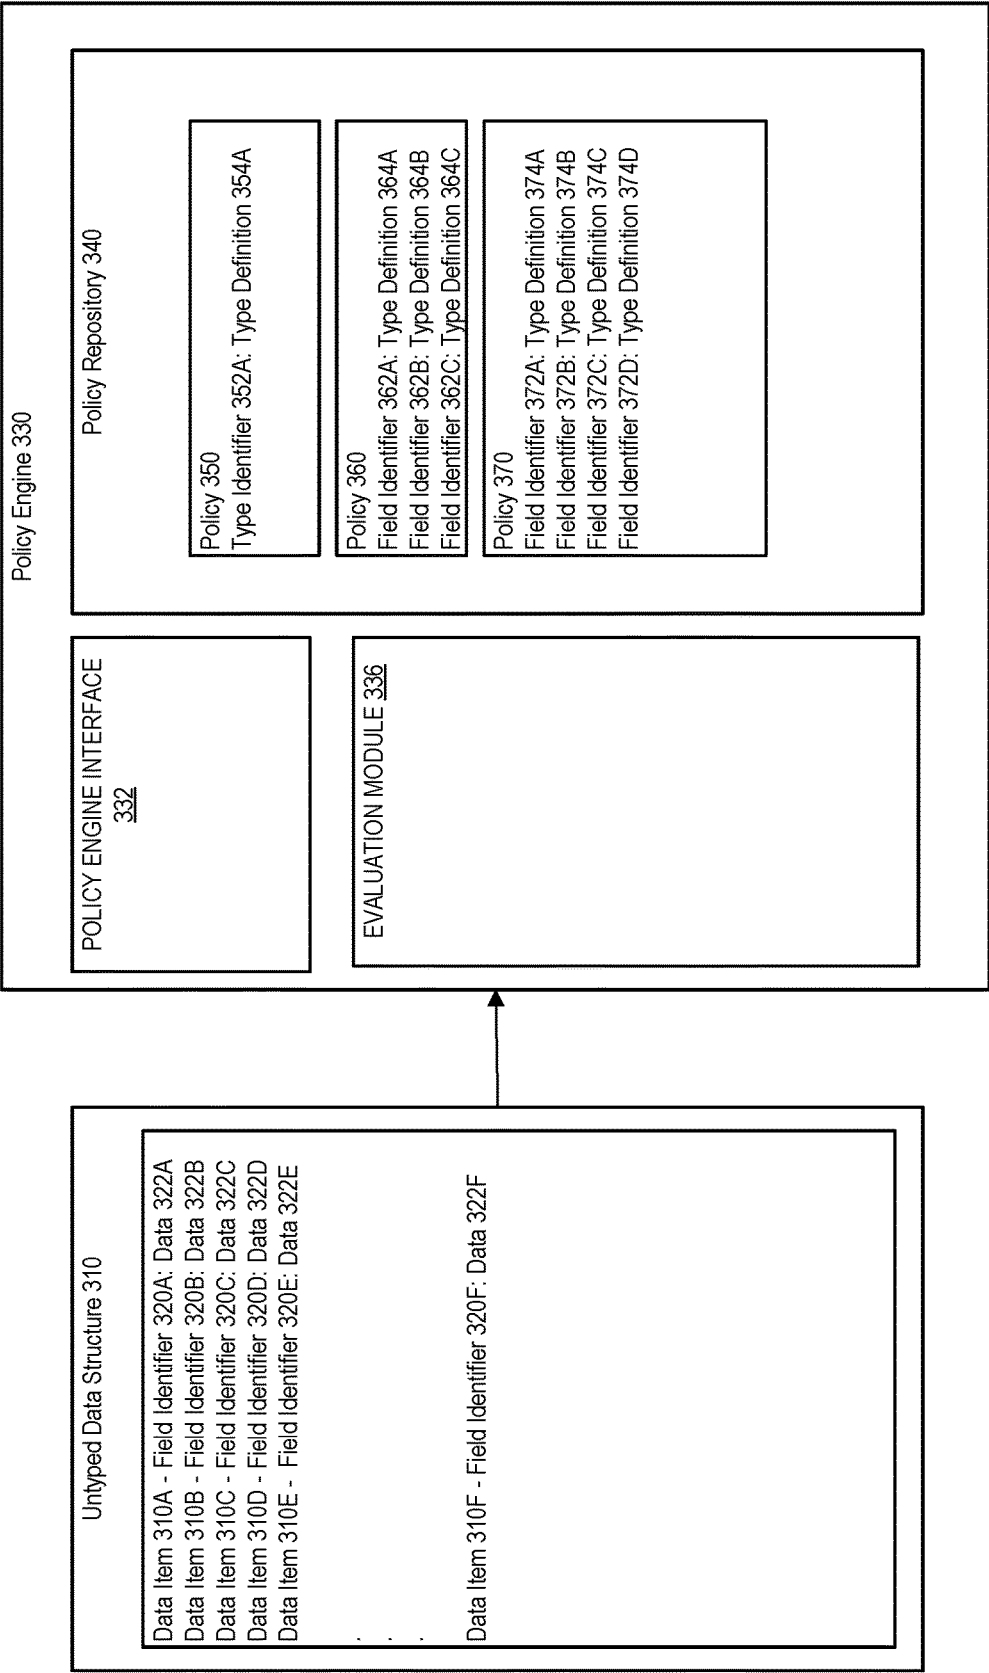 Untyped Data Structure 310
Data Item 310A - Field Identifier 320A: Data 322A
Data Item 310B - Field Identifier 320B: Data 322B
Data Item 310C - Field Identifier 320C: Data 322C
Data Item 310D - Field Identifier 320D: Data 322D
Data Item 310E - Field Identifier 320E: Data 322E
.
.
.
Data Item 310F - Field Identifier 320F: Data 322F
Policy Engine 330
POLICY ENGINE INTERFACE
332
EVALUATION MODULE 336
Policy Repository 340
Policy 350
Type Identifier 352A: Type Definition 354A
Policy 360
Field Identifier 362A: Type Definition 364A
Field Identifier 362B: Type Definition 364B
Field Identifier 362C: Type Definition 364C
Policy 370
Field Identifier 372A: Type Definition 374A
Field Identifier 372B: Type Definition 374B
Field Identifier 372C: Type Definition 374C
Field Identifier 372D: Type Definition 374D